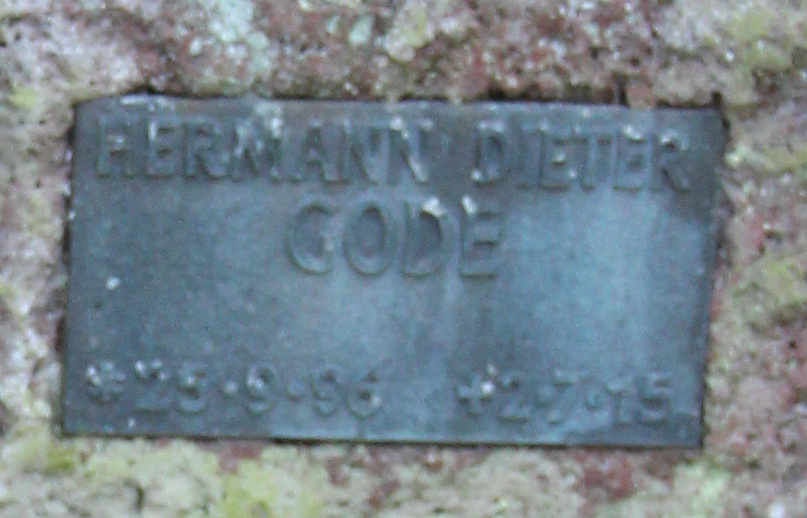 HERMANN DIETER
GODE
* 25·9·96 +2·7·15